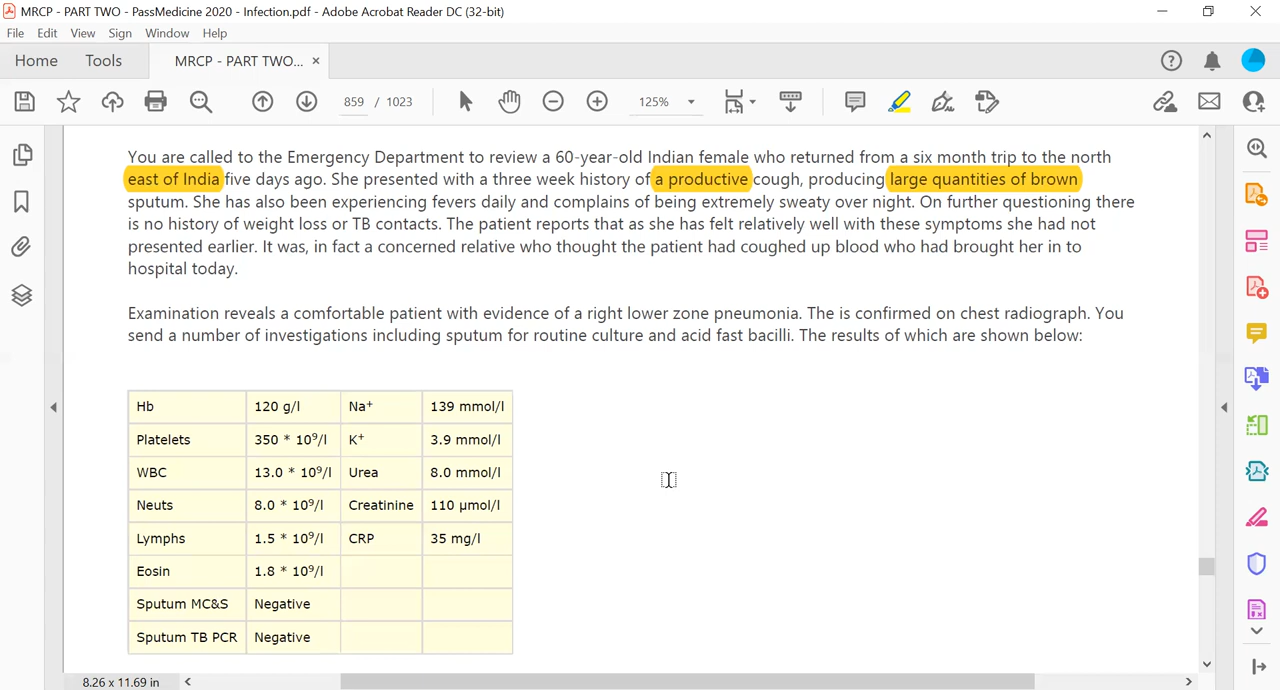 MRCP - PART TWO - PassMedicine 2020 - Infection.pdf - Adobe Acrobat Reader DC (32-bit)
File Edit View Sign Window Help
Home Tools MRCP - PART TWO... ×
859 / 1023 125%
You are called to the Emergency Department to review a 60-year-old Indian female who returned from a six month trip to the north
east of India five days ago. She presented with a three week history of a productive cough, producing large quantities of brown
sputum. She has also been experiencing fevers daily and complains of being extremely sweaty over night. On further questioning there
is no history of weight loss or TB contacts. The patient reports that as she has felt relatively well with these symptoms she had not
presented earlier. It was, in fact a concerned relative who thought the patient had coughed up blood who had brought her in to
hospital today.
Examination reveals a comfortable patient with evidence of a right lower zone pneumonia. The is confirmed on chest radiograph. You
send a number of investigations including sputum for routine culture and acid fast bacilli. The results of which are shown below:
Hb 120 g/l Na⁺ 139 mmol/l
Platelets 350 * 10⁹/l K⁺ 3.9 mmol/l
WBC 13.0 * 10⁹/l Urea 8.0 mmol/l
Neuts 8.0 * 10⁹/l Creatinine 110 µmol/l
Lymphs 1.5 * 10⁹/l CRP 35 mg/l
Eosin 1.8 * 10⁹/l
Sputum MC&S Negative
Sputum TB PCR Negative
8.26 x 11.69 in